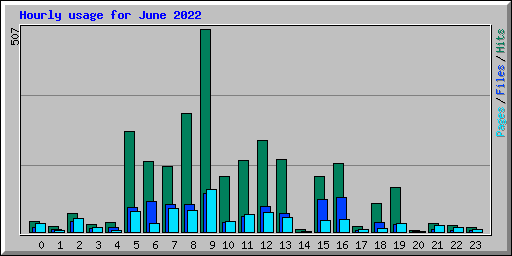 Hourly usage for June 2022
507
Pages/Files/Hits
0 1 2 3 4 5 6 7 8 9 10 11 12 13 14 15 16 17 18 19 20 21 22 23